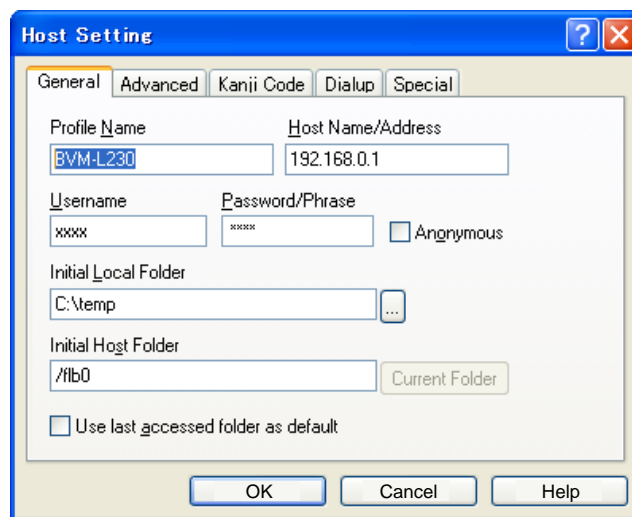 Host Setting
General Advanced Kanji Code Dialup Special
Profile Name Host Name/Address
BVM-L230 192.168.0.1
Username Password/Phrase
xxxx **** Anonymous
Initial Local Folder
C:\temp ...
Initial Host Folder
/flb0 Current Folder
Use last accessed folder as default
OK Cancel Help